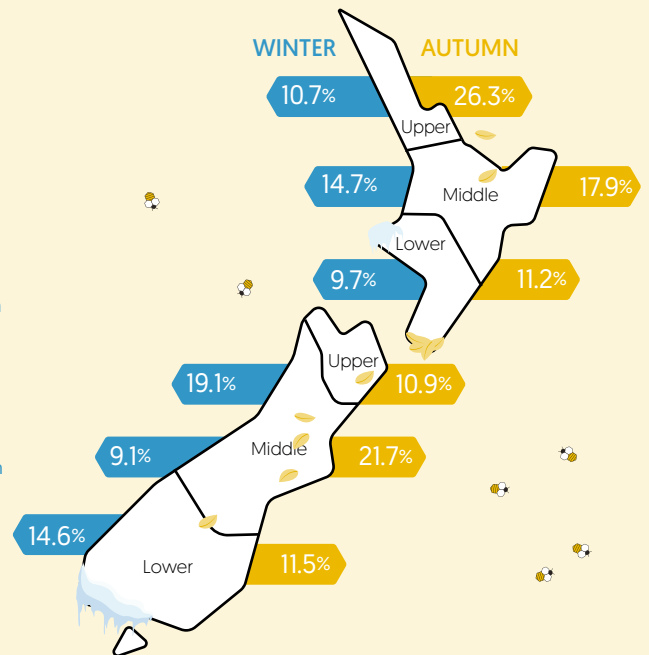 WINTER AUTUMN
10.7% 26.3%
Upper
14.7% 17.9%
Middle
Lower
9.7% 11.2%
Upper
19.1% 10.9%
Middle
9.1% 21.7%
14.6%
11.5%
Lower